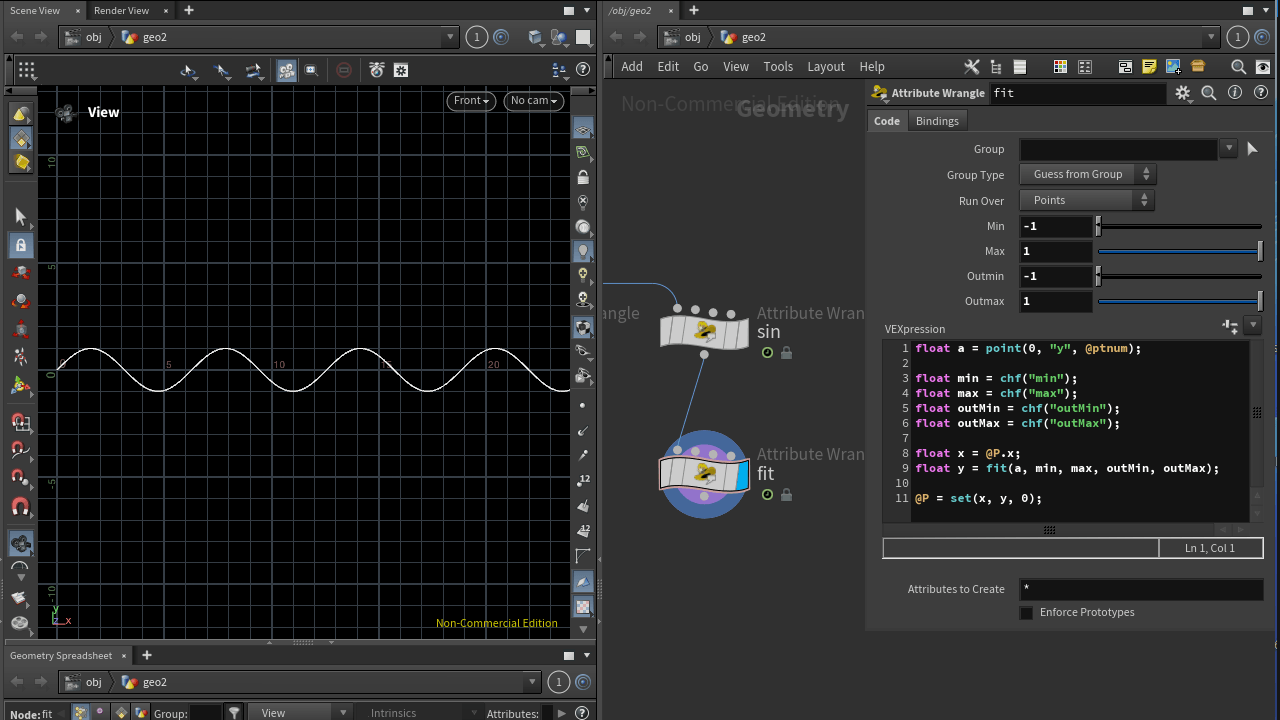 Scene View
Render View
obj
geo2
1
View
Front
No cam
10
5
0
-5
-10
0
5
10
15
20
y
z
x
Non-Commercial Edition
12
12
Geometry Spreadsheet
obj
geo2
1
Node:fit
Group:
View
Intrinsics
Attributes:
/obj/geo2
obj
geo2
1
Add
Edit
Go
View
Tools
Layout
Help
Non-Commercial Edition
Geometry
angle
Attribute Wran
sin
Attribute Wran
fit
Attribute Wrangle
fit
Code
Bindings
Group
Group Type
Guess from Group
Run Over
Points
Min
-1
Max
1
Outmin
-1
Outmax
1
VEXpression
1 float a = point(0, "y", @ptnum);
2
3 float min = chf("min");
4 float max = chf("max");
5 float outMin = chf("outMin");
6 float outMax = chf("outMax");
7
8 float x = @P.x;
9 float y = fit(a, min, max, outMin, outMax);
10
11 @P = set(x, y, 0);
Ln 1, Col 1
Attributes to Create
*
Enforce Prototypes